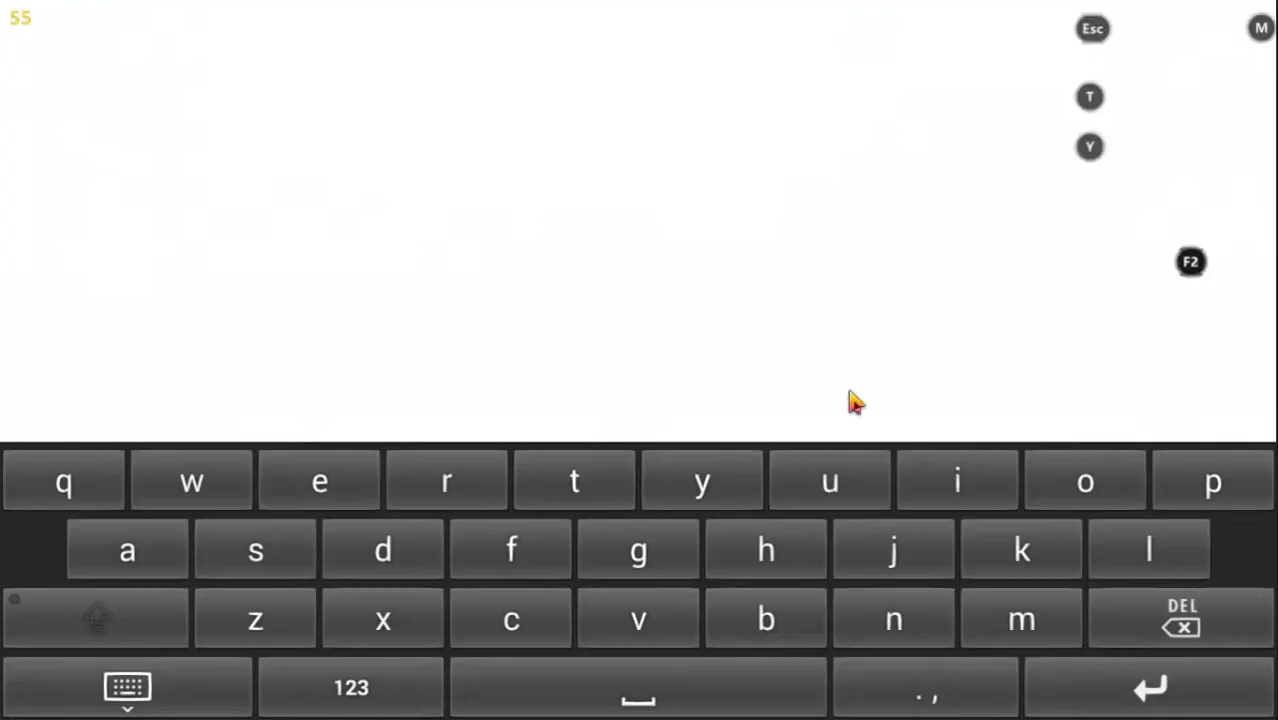 55
Esc
M
T
Y
F2
q w e r t y u i o p
a s d f g h j k l
z x c v b n m DEL
123 . ,